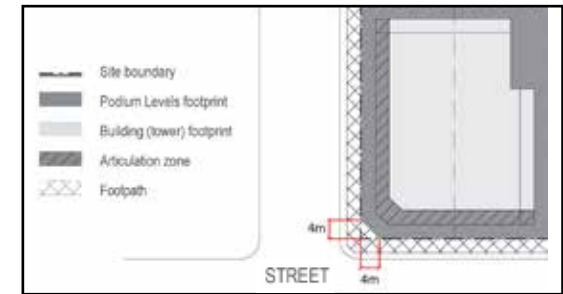 Site boundary
Podium Levels footprint
Building (tower) footprint
Articulation zone
Footpath
4m
STREET 4m